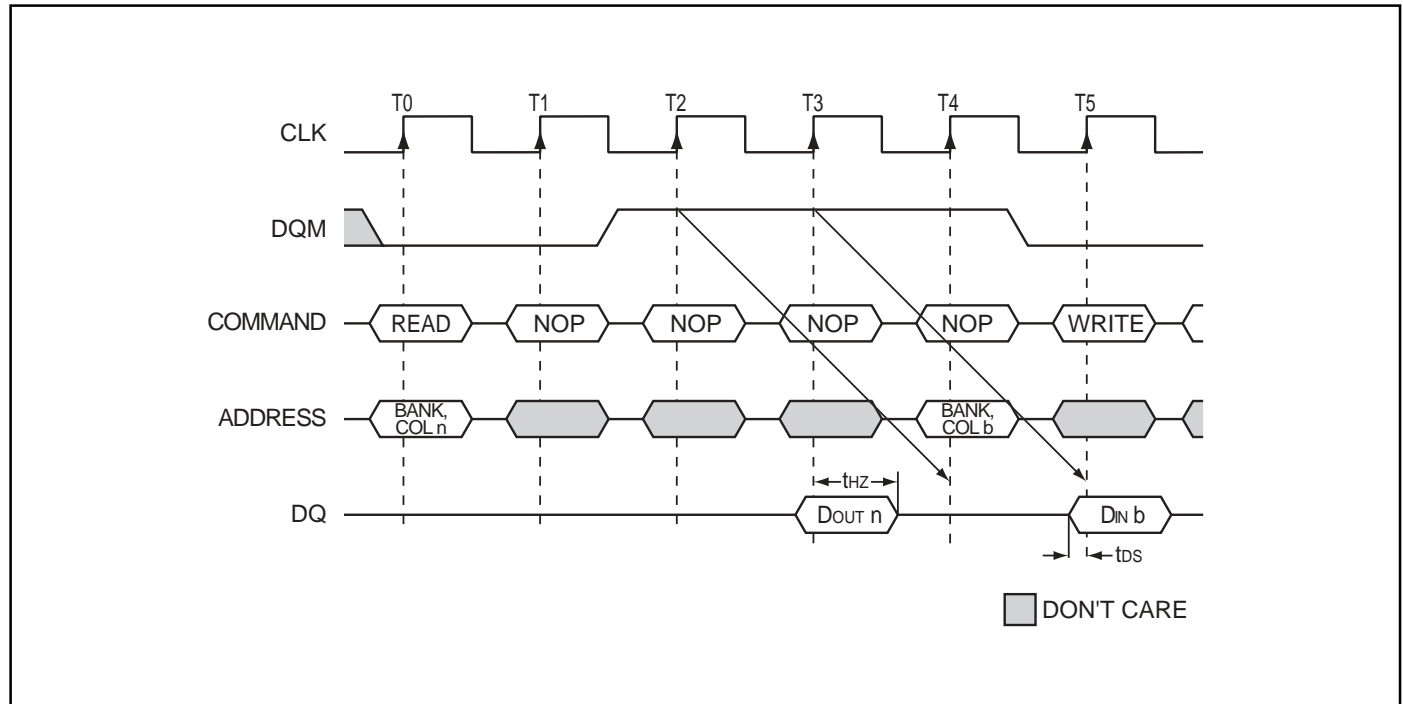 T0 T1 T2 T3 T4 T5
CLK
DQM
COMMAND READ NOP NOP NOP NOP WRITE
ADDRESS BANK, COL n BANK, COL b
tHZ
DQ DOUT n DIN b
tDS
DON'T CARE